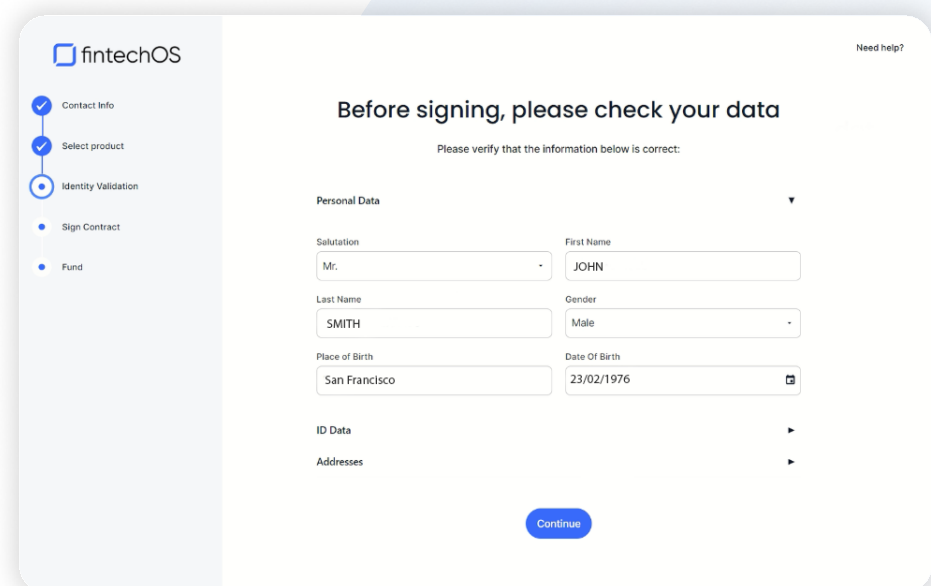 fintechOS
Need help?
Contact Info
Select product
Identity Validation
Sign Contract
Fund
Before signing, please check your data
Please verify that the information below is correct:
Personal Data
Salutation First Name
Mr. JOHN
Last Name Gender
SMITH Male
Place of Birth Date Of Birth
San Francisco 23/02/1976
ID Data
Addresses
Continue